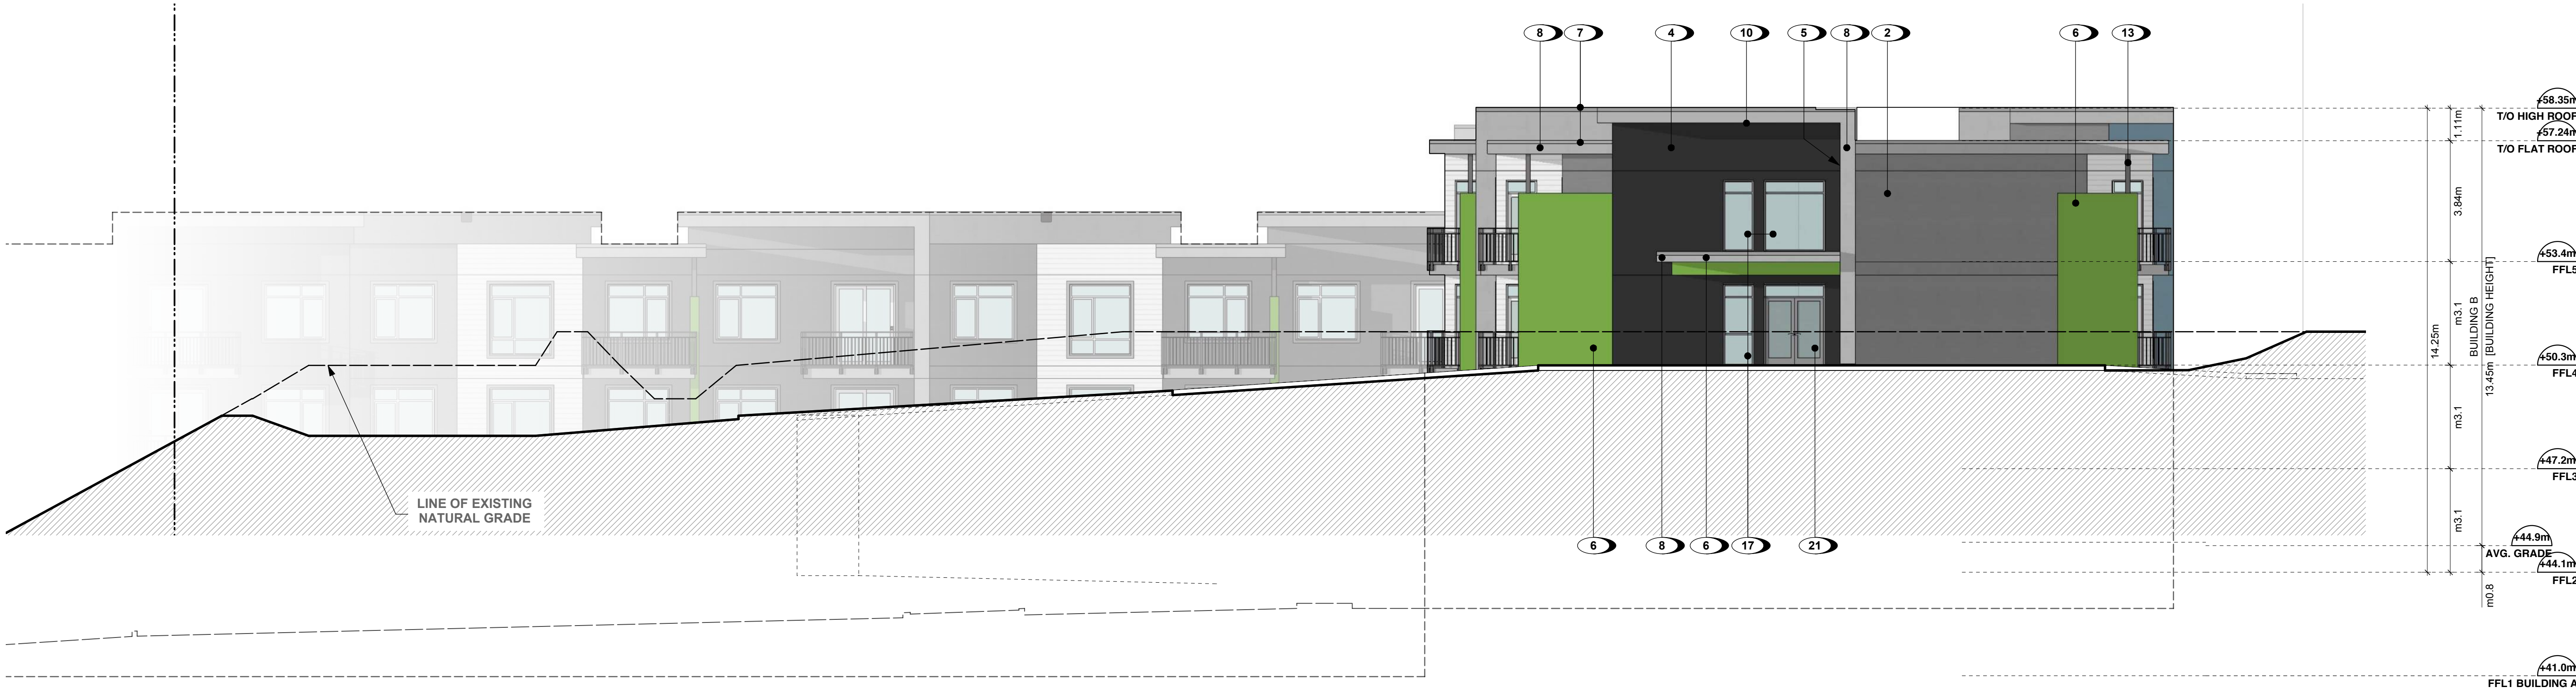 8 7 4 10 5 8 2 6 13
+58.35m
T/O HIGH ROOF
1.11m
+57.24m
T/O FLAT ROOF
3.84m
+53.4m
FFL5
m3.1
14.25m
BUILDING B
13.45m [BUILDING HEIGHT]
+50.3m
FFL4
m3.1
+47.2m
FFL3
m3.1
LINE OF EXISTING
NATURAL GRADE
6 8 6 17 21
+44.9m
AVG. GRADE
+44.1m
FFL2
m0.8
+41.0m
FFL1 BUILDING A